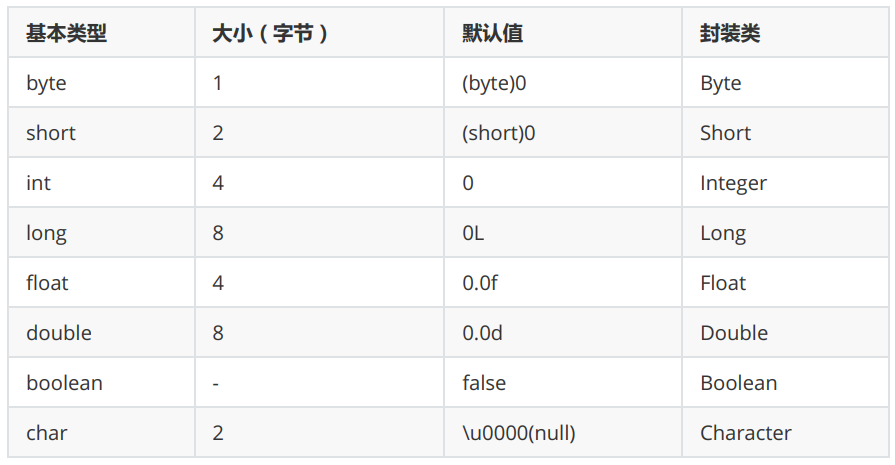 基本类型 大小（字节） 默认值 封装类
byte 1 (byte)0 Byte
short 2 (short)0 Short
int 4 0 Integer
long 8 0L Long
float 4 0.0f Float
double 8 0.0d Double
boolean - false Boolean
char 2 \u0000(null) Character